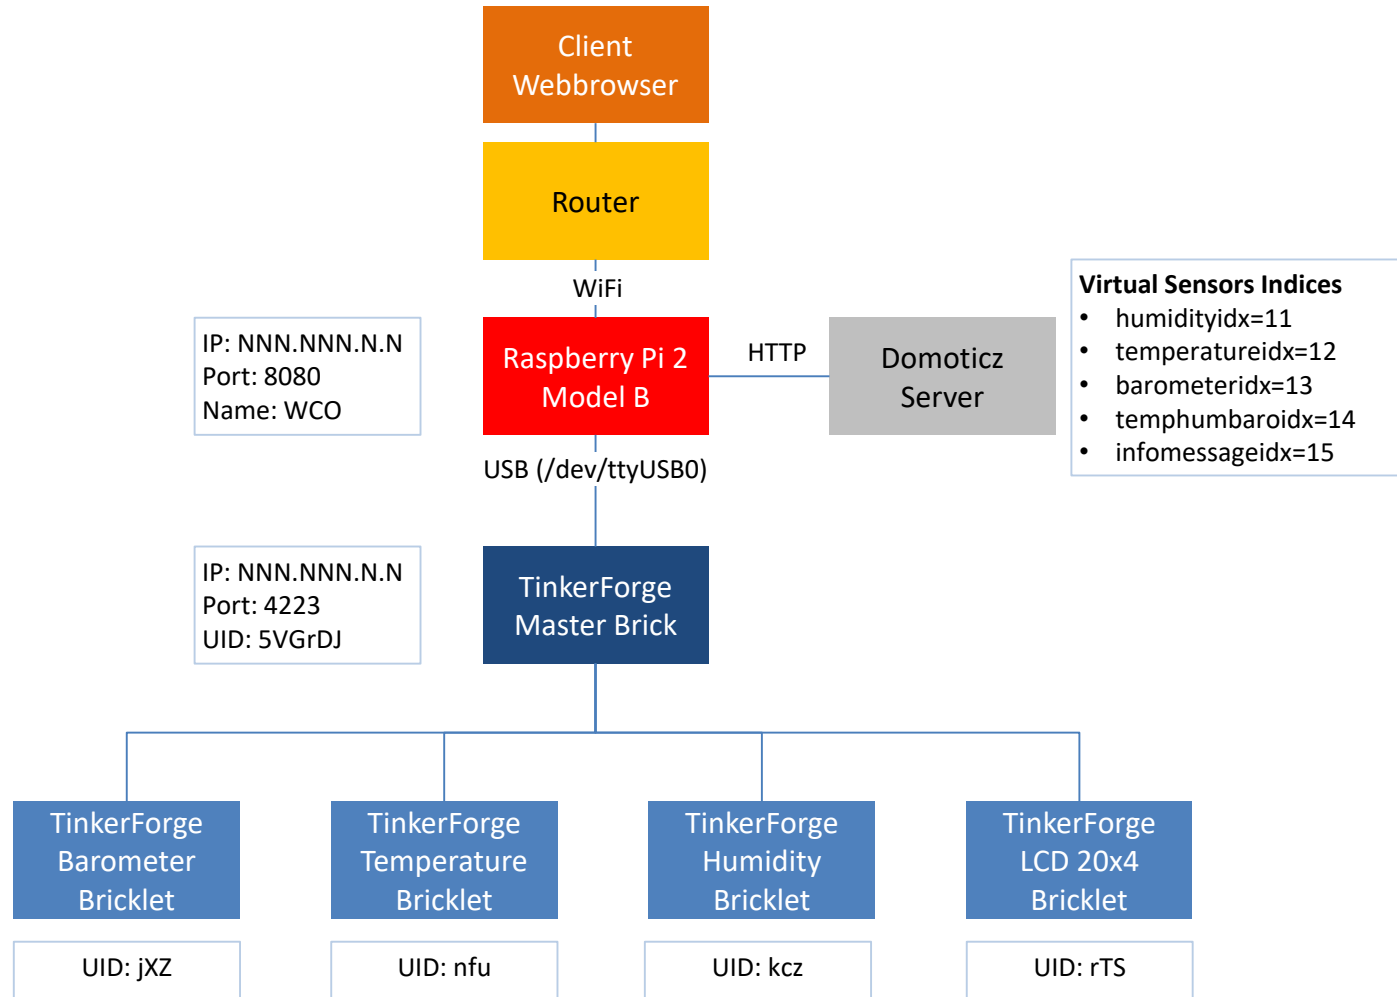 Client
Webbrowser
Router
WiFi
IP: NNN.NNN.N.N
Port: 8080
Name: WCO
Raspberry Pi 2
Model B
HTTP
Domoticz
Server
Virtual Sensors Indices
• humidityidx=11
• temperatureidx=12
• barometeridx=13
• temphumbaroidx=14
• infomessageidx=15
USB (/dev/ttyUSB0)
IP: NNN.NNN.N.N
Port: 4223
UID: 5VGrDJ
TinkerForge
Master Brick
TinkerForge
Barometer
Bricklet
UID: jXZ
TinkerForge
Temperature
Bricklet
UID: nfu
TinkerForge
Humidity
Bricklet
UID: kcz
TinkerForge
LCD 20x4
Bricklet
UID: rTS